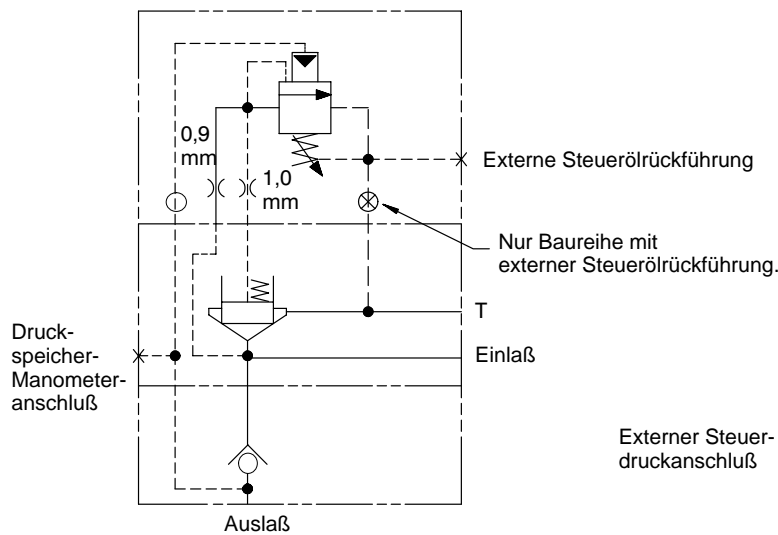 0,9
mm
1,0
mm
Externe Steuerölrückführung
Nur Baureihe mit
externer Steuerölrückführung.
T
Einlaß
Druck-
speicher-
Manometer-
anschluß
Externer Steuer-
druckanschluß
Auslaß